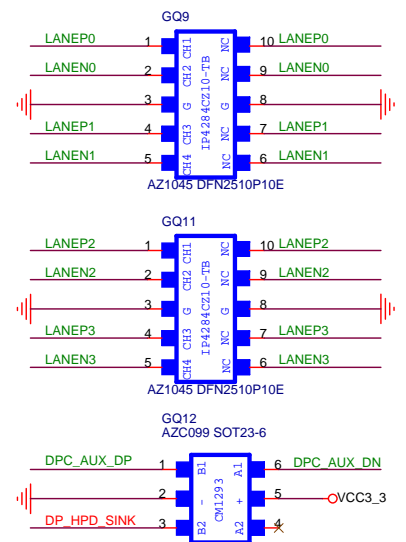 GQ9
LANEP0 1 CH1 NC 10 LANEP0
LANEN0 2 CH2 NC 9 LANEN0
3 G G 8
LANEP1 4 CH3 NC 7 LANEP1
LANEN1 5 CH4 NC 6 LANEN1
IP4284CZ10-TB
AZ1045 DFN2510P10E
GQ11
LANEP2 1 CH1 NC 10 LANEP2
LANEN2 2 CH2 NC 9 LANEN2
3 G G 8
LANEP3 4 CH3 NC 7 LANEP3
LANEN3 5 CH4 NC 6 LANEN3
IP4284CZ10-TB
AZ1045 DFN2510P10E
GQ12
AZC099 SOT23-6
DPC_AUX_DP 1 B1 A1 6 DPC_AUX_DN
2 - + 5 VCC3_3
DP_HPD_SINK 3 B2 A2 4
CM1293